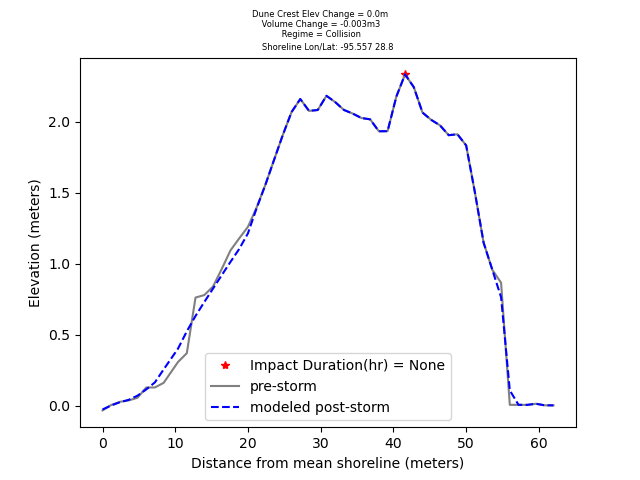 Dune Crest Elev Change = 0.0m
Volume Change = -0.003m3
Regime = Collision
Shoreline Lon/Lat: -95.557 28.8
Elevation (meters)
2.0
1.5
1.0
0.5
0.0
Impact Duration(hr) = None
pre-storm
modeled post-storm
0 10 20 30 40 50 60
Distance from mean shoreline (meters)